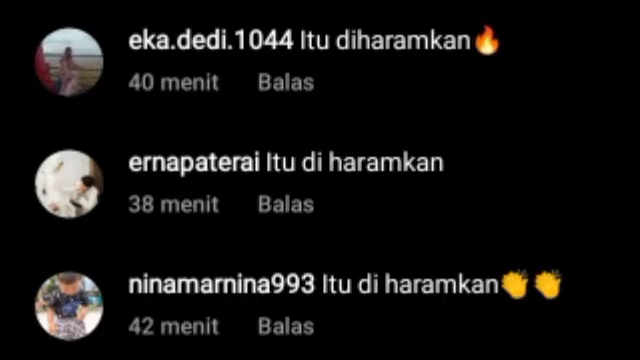 eka.dedi.1044 Itu diharamkan🔥
40 menit Balas
ernapaterai Itu di haramkan
38 menit Balas
ninamarnina993 Itu di haramkan👏👏
42 menit Balas